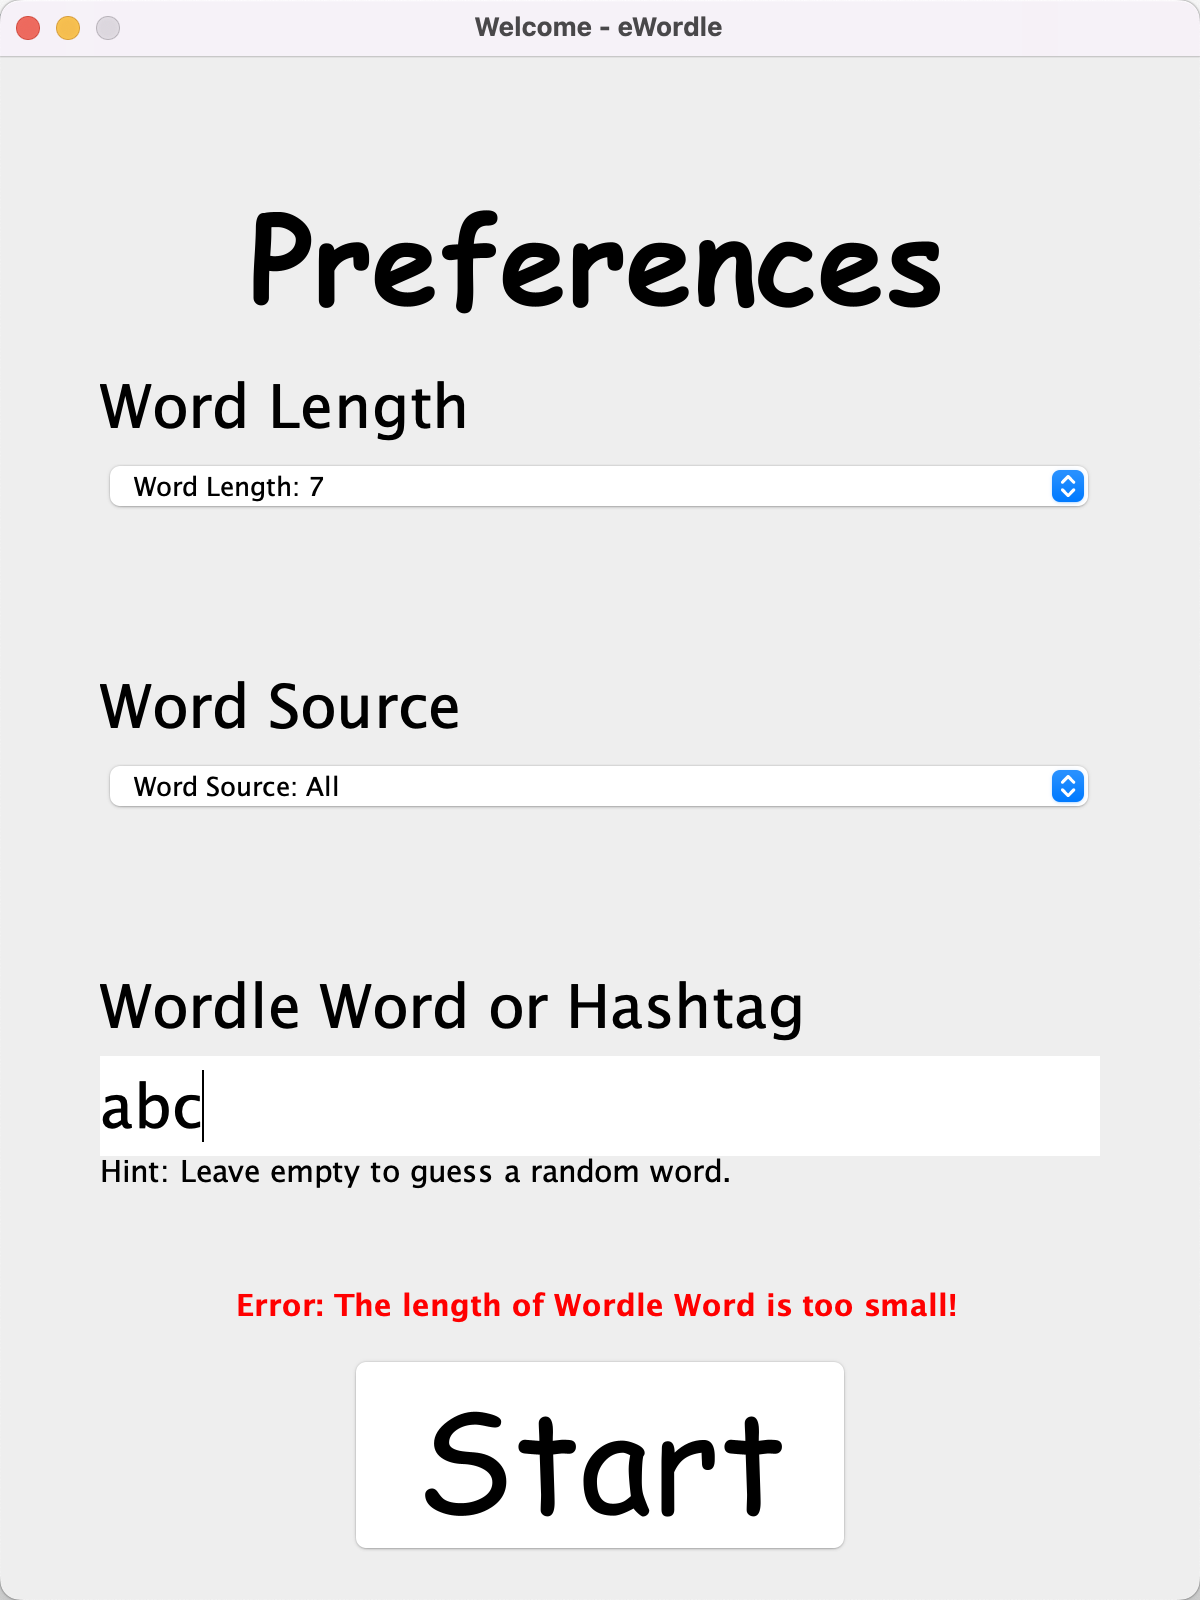 Welcome - eWordle
Preferences
Word Length
Word Length: 7
Word Source
Word Source: All
Wordle Word or Hashtag
abc
Hint: Leave empty to guess a random word.
Error: The length of Wordle Word is too small!
Start